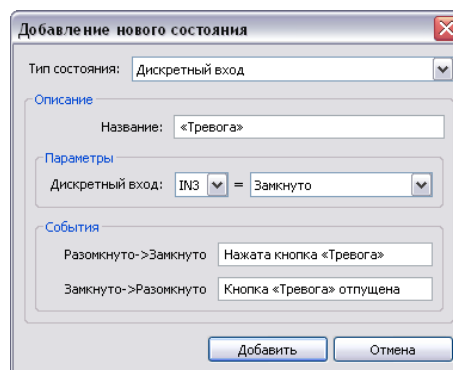 Добавление нового состояния
Тип состояния: Дискретный вход
Описание
Название: «Тревога»
Параметры
Дискретный вход: IN3 = Замкнуто
События
Разомкнуто->Замкнуто Нажата кнопка «Тревога»
Замкнуто->Разомкнуто Кнопка «Тревога» отпущена
Добавить Отмена